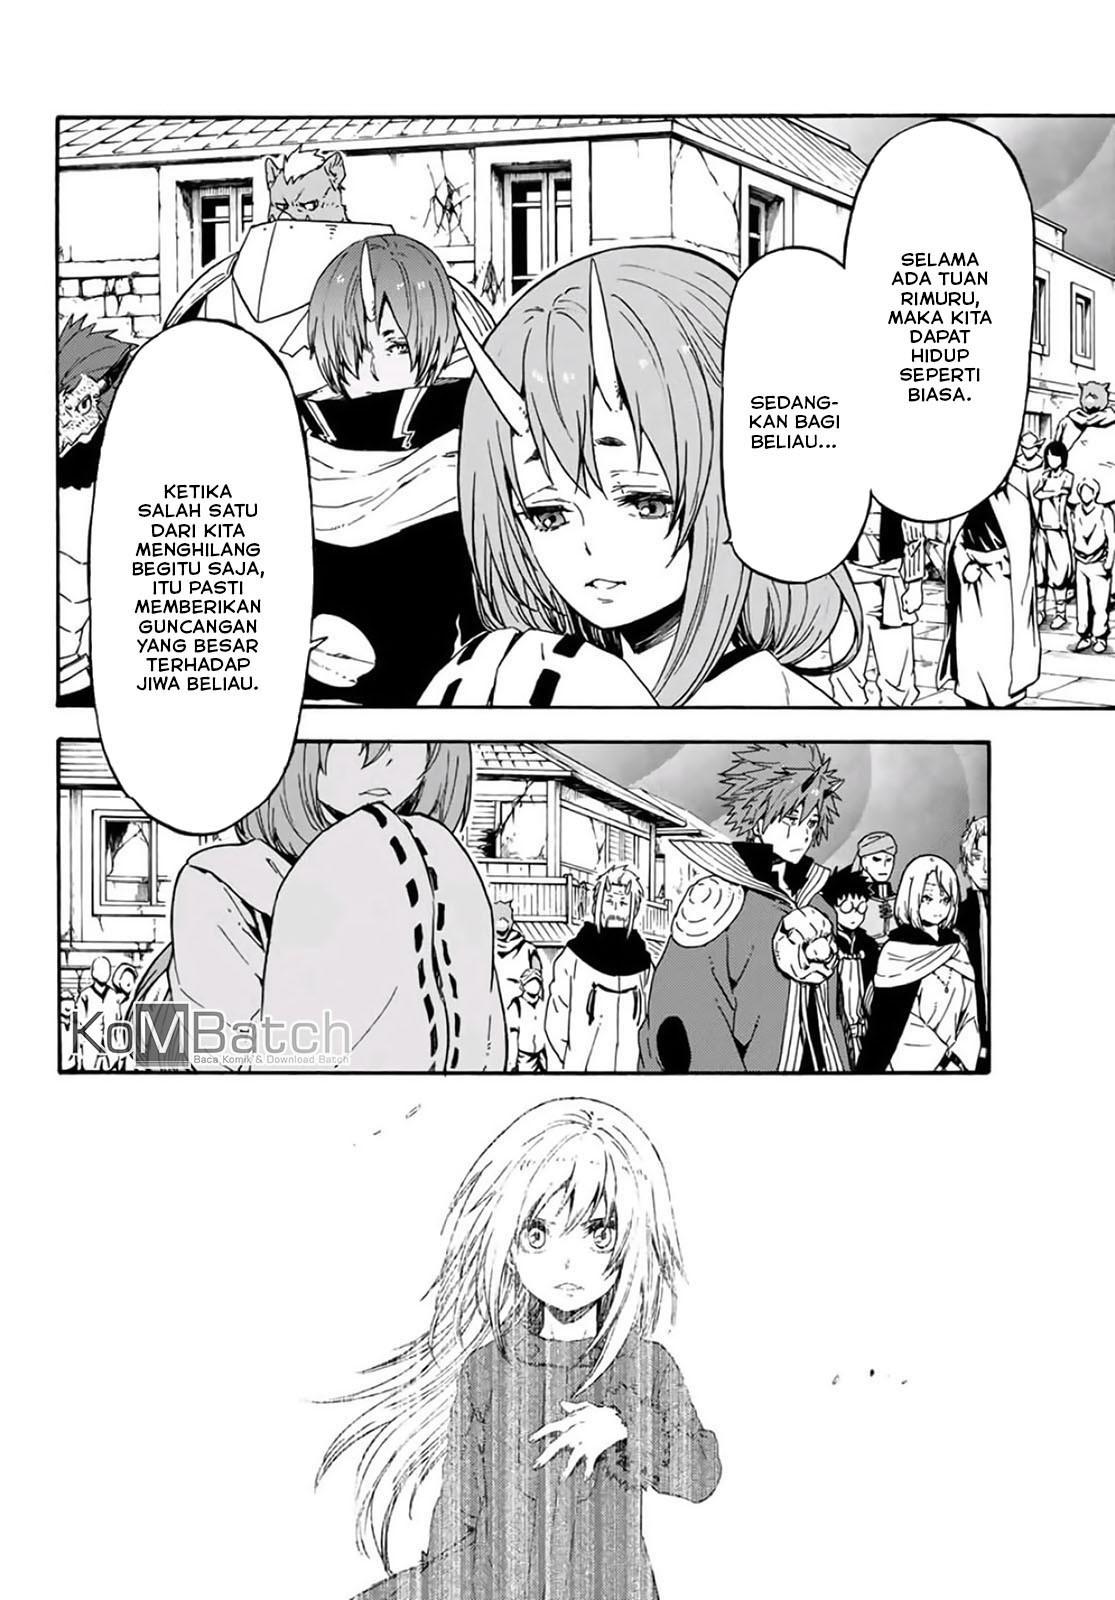 SELAMA
ADA TUAN
RIMURU,
MAKA KITA
DAPAT
HIDUP
SEPERTI
BIASA.
SEDANG-
KAN BAGI
BELIAU...
KETIKA
SALAH SATU
DARI KITA
MENGHILANG
BEGITU SAJA,
ITU PASTI
MEMBERIKAN
GUNCANGAN
YANG BESAR
TERHADAP
JIWA BELIAU.
KoMBatch
Baca Komik & Download Batch